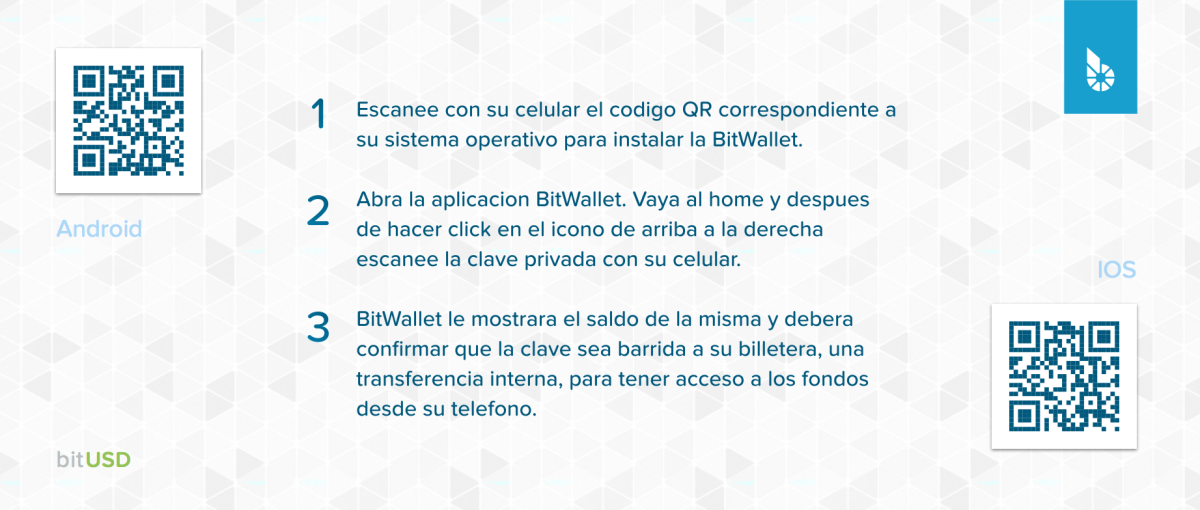 Android
1 Escanee con su celular el codigo QR correspondiente a
su sistema operativo para instalar la BitWallet.
2 Abra la aplicacion BitWallet. Vaya al home y despues
de hacer click en el icono de arriba a la derecha
escanee la clave privada con su celular.
3 BitWallet le mostrara el saldo de la misma y debera
confirmar que la clave sea barrida a su billetera, una
transferencia interna, para tener acceso a los fondos
desde su telefono.
IOS
bitUSD